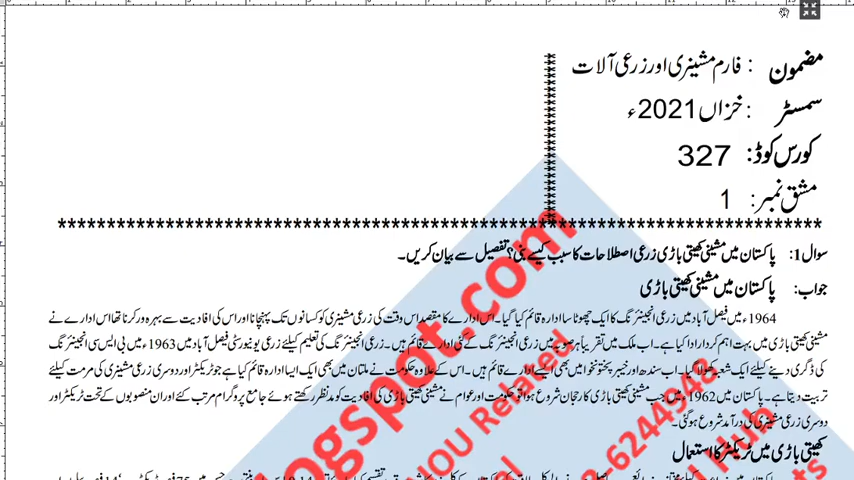 مضمون : فارم مشینری اور زرعی آلات
سمسٹر : خزاں 2021ء
کورس کوڈ: 327
مشق نمبر: 1
************************************************************
سوال 1: پاکستان میں مشینی کھیتی باڑی زرعی اصطلاحات کا سبب کیسے بنی؟ تفصیل سے بیان کریں۔
جواب: پاکستان میں مشینی کھیتی باڑی
1964ء میں فیصل آباد میں زرعی انجینئرنگ کا ایک چھوٹا سا ادارہ قائم کیا گیا۔ اس ادارے کا مقصد اس وقت کی زرعی مشینری کو کسانوں تک پہنچانا اور اس کی افادیت سے بہرہ ور کرنا تھا اس ادارے نے
مشینی کھیتی باڑی میں بہت اہم کردار ادا کیا ہے۔ اب ملک میں تقریباً ہر صوبے میں زرعی انجینئرنگ کے کئی ادارے قائم ہیں۔ زرعی انجینئرنگ کی تعلیم کیلئے زرعی یونیورسٹی فیصل آباد میں 1963ء میں بی ایس سی انجینئرنگ
کی ڈگری دینے کیلئے ایک شعبہ کھولا گیا۔ اب سندھ اور خیبر پختونخوا میں بھی ایسے ادارے قائم ہیں۔ اس کے علاوہ حکومت نے ملتان میں بھی ایک ایسا ادارہ قائم کیا ہے جو ٹریکٹر اور دوسری زرعی مشینری کی مرمت کیلئے
تربیت دیتا ہے۔ پاکستان میں 1962ء میں جب مشینی کھیتی باڑی کا رجحان شروع ہوا تو حکومت اور عوام نے مشینی کھیتی باڑی کی افادیت کو مدنظر رکھتے ہوئے جامع پروگرام مرتب کئے اور ان منصوبوں کے تحت ٹریکٹر اور
دوسری زرعی مشینری کی درآمد شروع ہوگئی۔
کھیتی باڑی میں ٹریکٹر کا استعمال
logspot.com
NOU Related
2-6244948